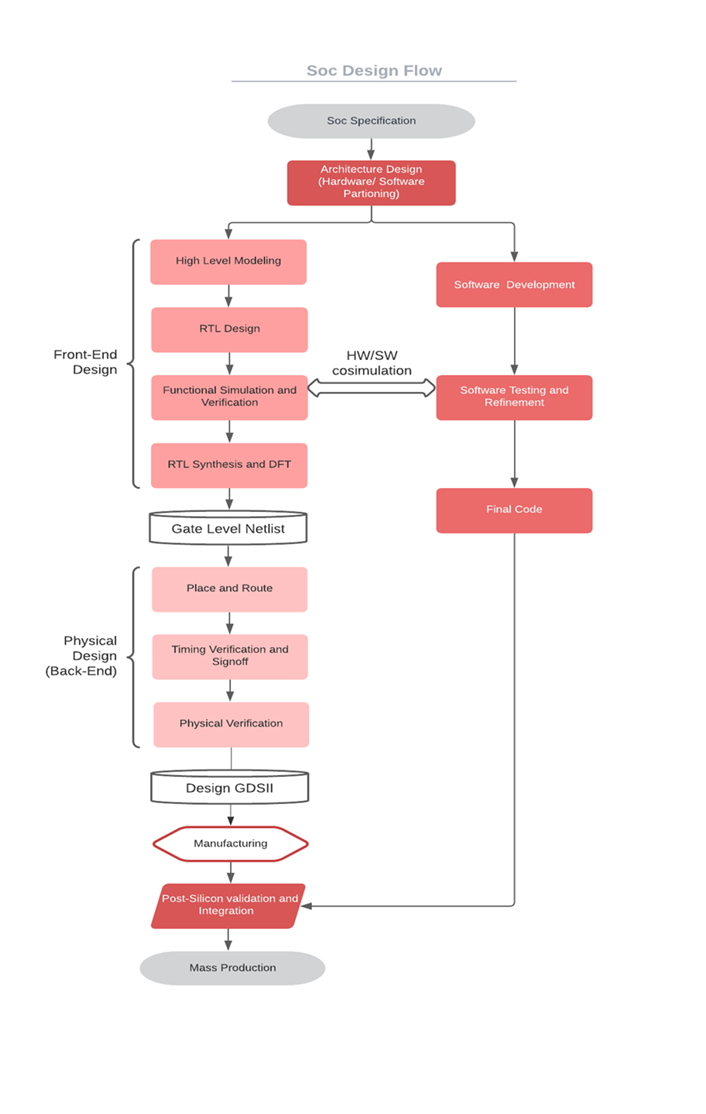 Soc Design Flow
Soc Specification
Architecture Design
(Hardware/ Software
Partioning)
High Level Modeling
Software Development
RTL Design
Front-End
Design
HW/SW
cosimulation
Functional Simulation and
Verification
Software Testing and
Refinement
RTL Synthesis and DFT
Final Code
Gate Level Netlist
Place and Route
Physical
Design
(Back-End)
Timing Verification and
Signoff
Physical Verification
Design GDSII
Manufacturing
Post-Silicon validation and
Integration
Mass Production